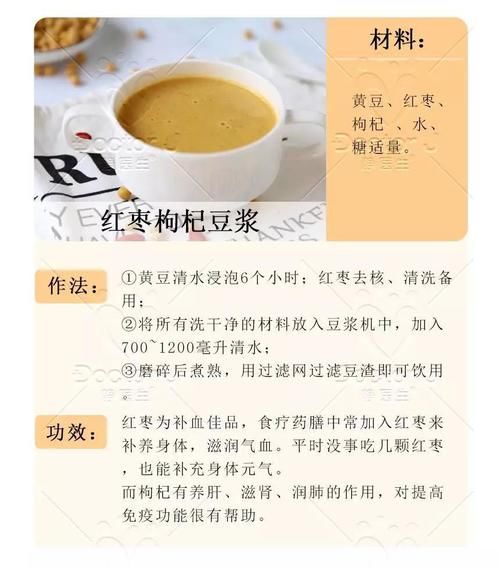 材料：
黄豆、红枣、
枸杞 、水、
糖适量。
RU
EVER
THANKFU
红枣枸杞豆浆
作法：
①黄豆清水浸泡6个小时；红枣去核、清洗备
用；
②将所有洗干净的材料放入豆浆机中，加入
700~1200毫升清水；
③磨碎后煮熟，用过滤网过滤豆渣即可饮用
。
功效：
红枣为补血佳品，食疗药膳中常加入红枣来
补养身体，滋润气血。平时没事吃几颗红枣
，也能补充身体元气。
而枸杞有养肝、滋肾、润肺的作用，对提高
免疫功能很有帮助。